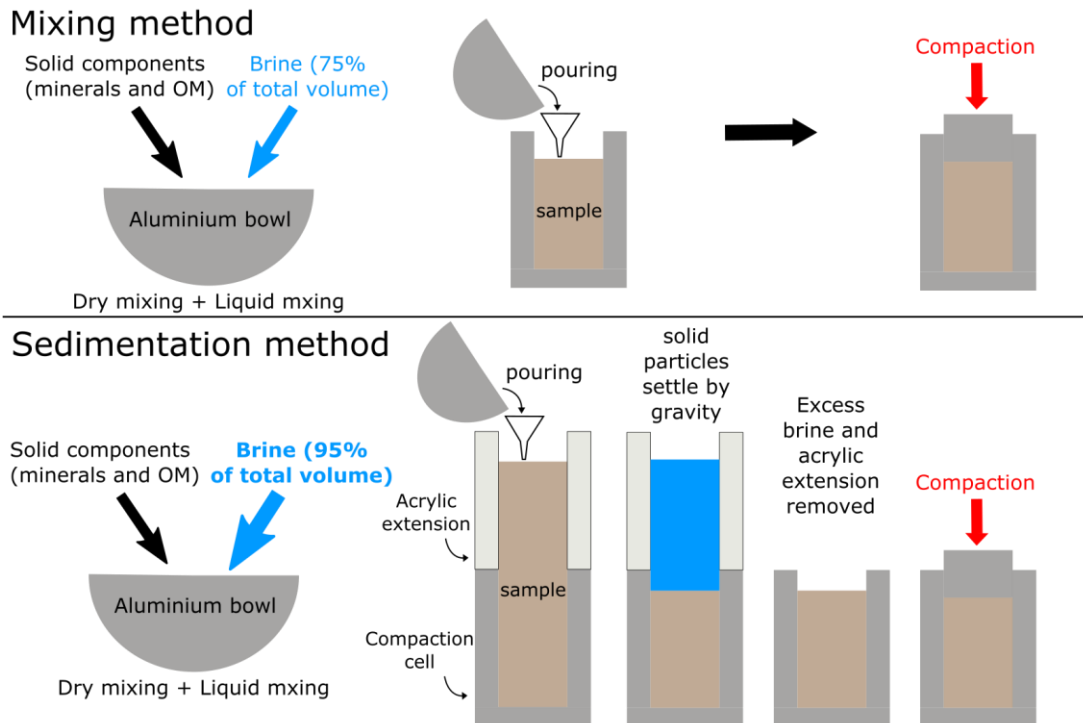 Mixing method
Solid components
(minerals and OM)
Brine (75%
of total volume)
Aluminium bowl
Dry mixing + Liquid mxing
pouring
sample
Compaction
Sedimentation method
Solid components
(minerals and OM)
Brine (95%
of total volume)
Aluminium bowl
Dry mixing + Liquid mxing
pouring
Acrylic
extension
sample
Compaction
cell
solid
particles
settle by
gravity
Excess
brine and
acrylic
extension
removed
Compaction